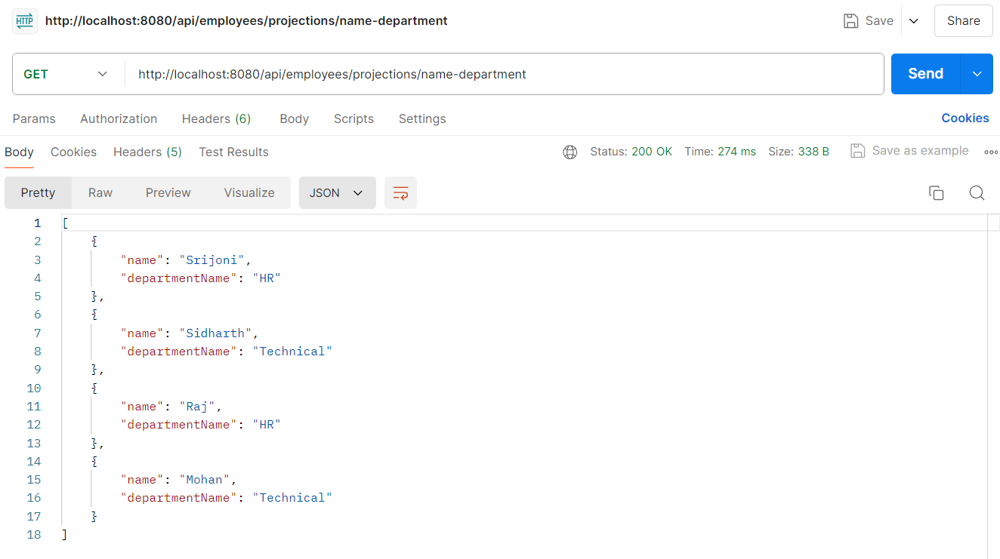 HTTP http://localhost:8080/api/employees/projections/name-department Save Share
GET http://localhost:8080/api/employees/projections/name-department Send
Params Authorization Headers (6) Body Scripts Settings Cookies
Body Cookies Headers (5) Test Results Status: 200 OK Time: 274 ms Size: 338 B Save as example
Pretty Raw Preview Visualize JSON
1 [
2 {
3 "name": "Srijoni",
4 "departmentName": "HR"
5 },
6 {
7 "name": "Sidharth",
8 "departmentName": "Technical"
9 },
10 {
11 "name": "Raj",
12 "departmentName": "HR"
13 },
14 {
15 "name": "Mohan",
16 "departmentName": "Technical"
17 }
18 ]